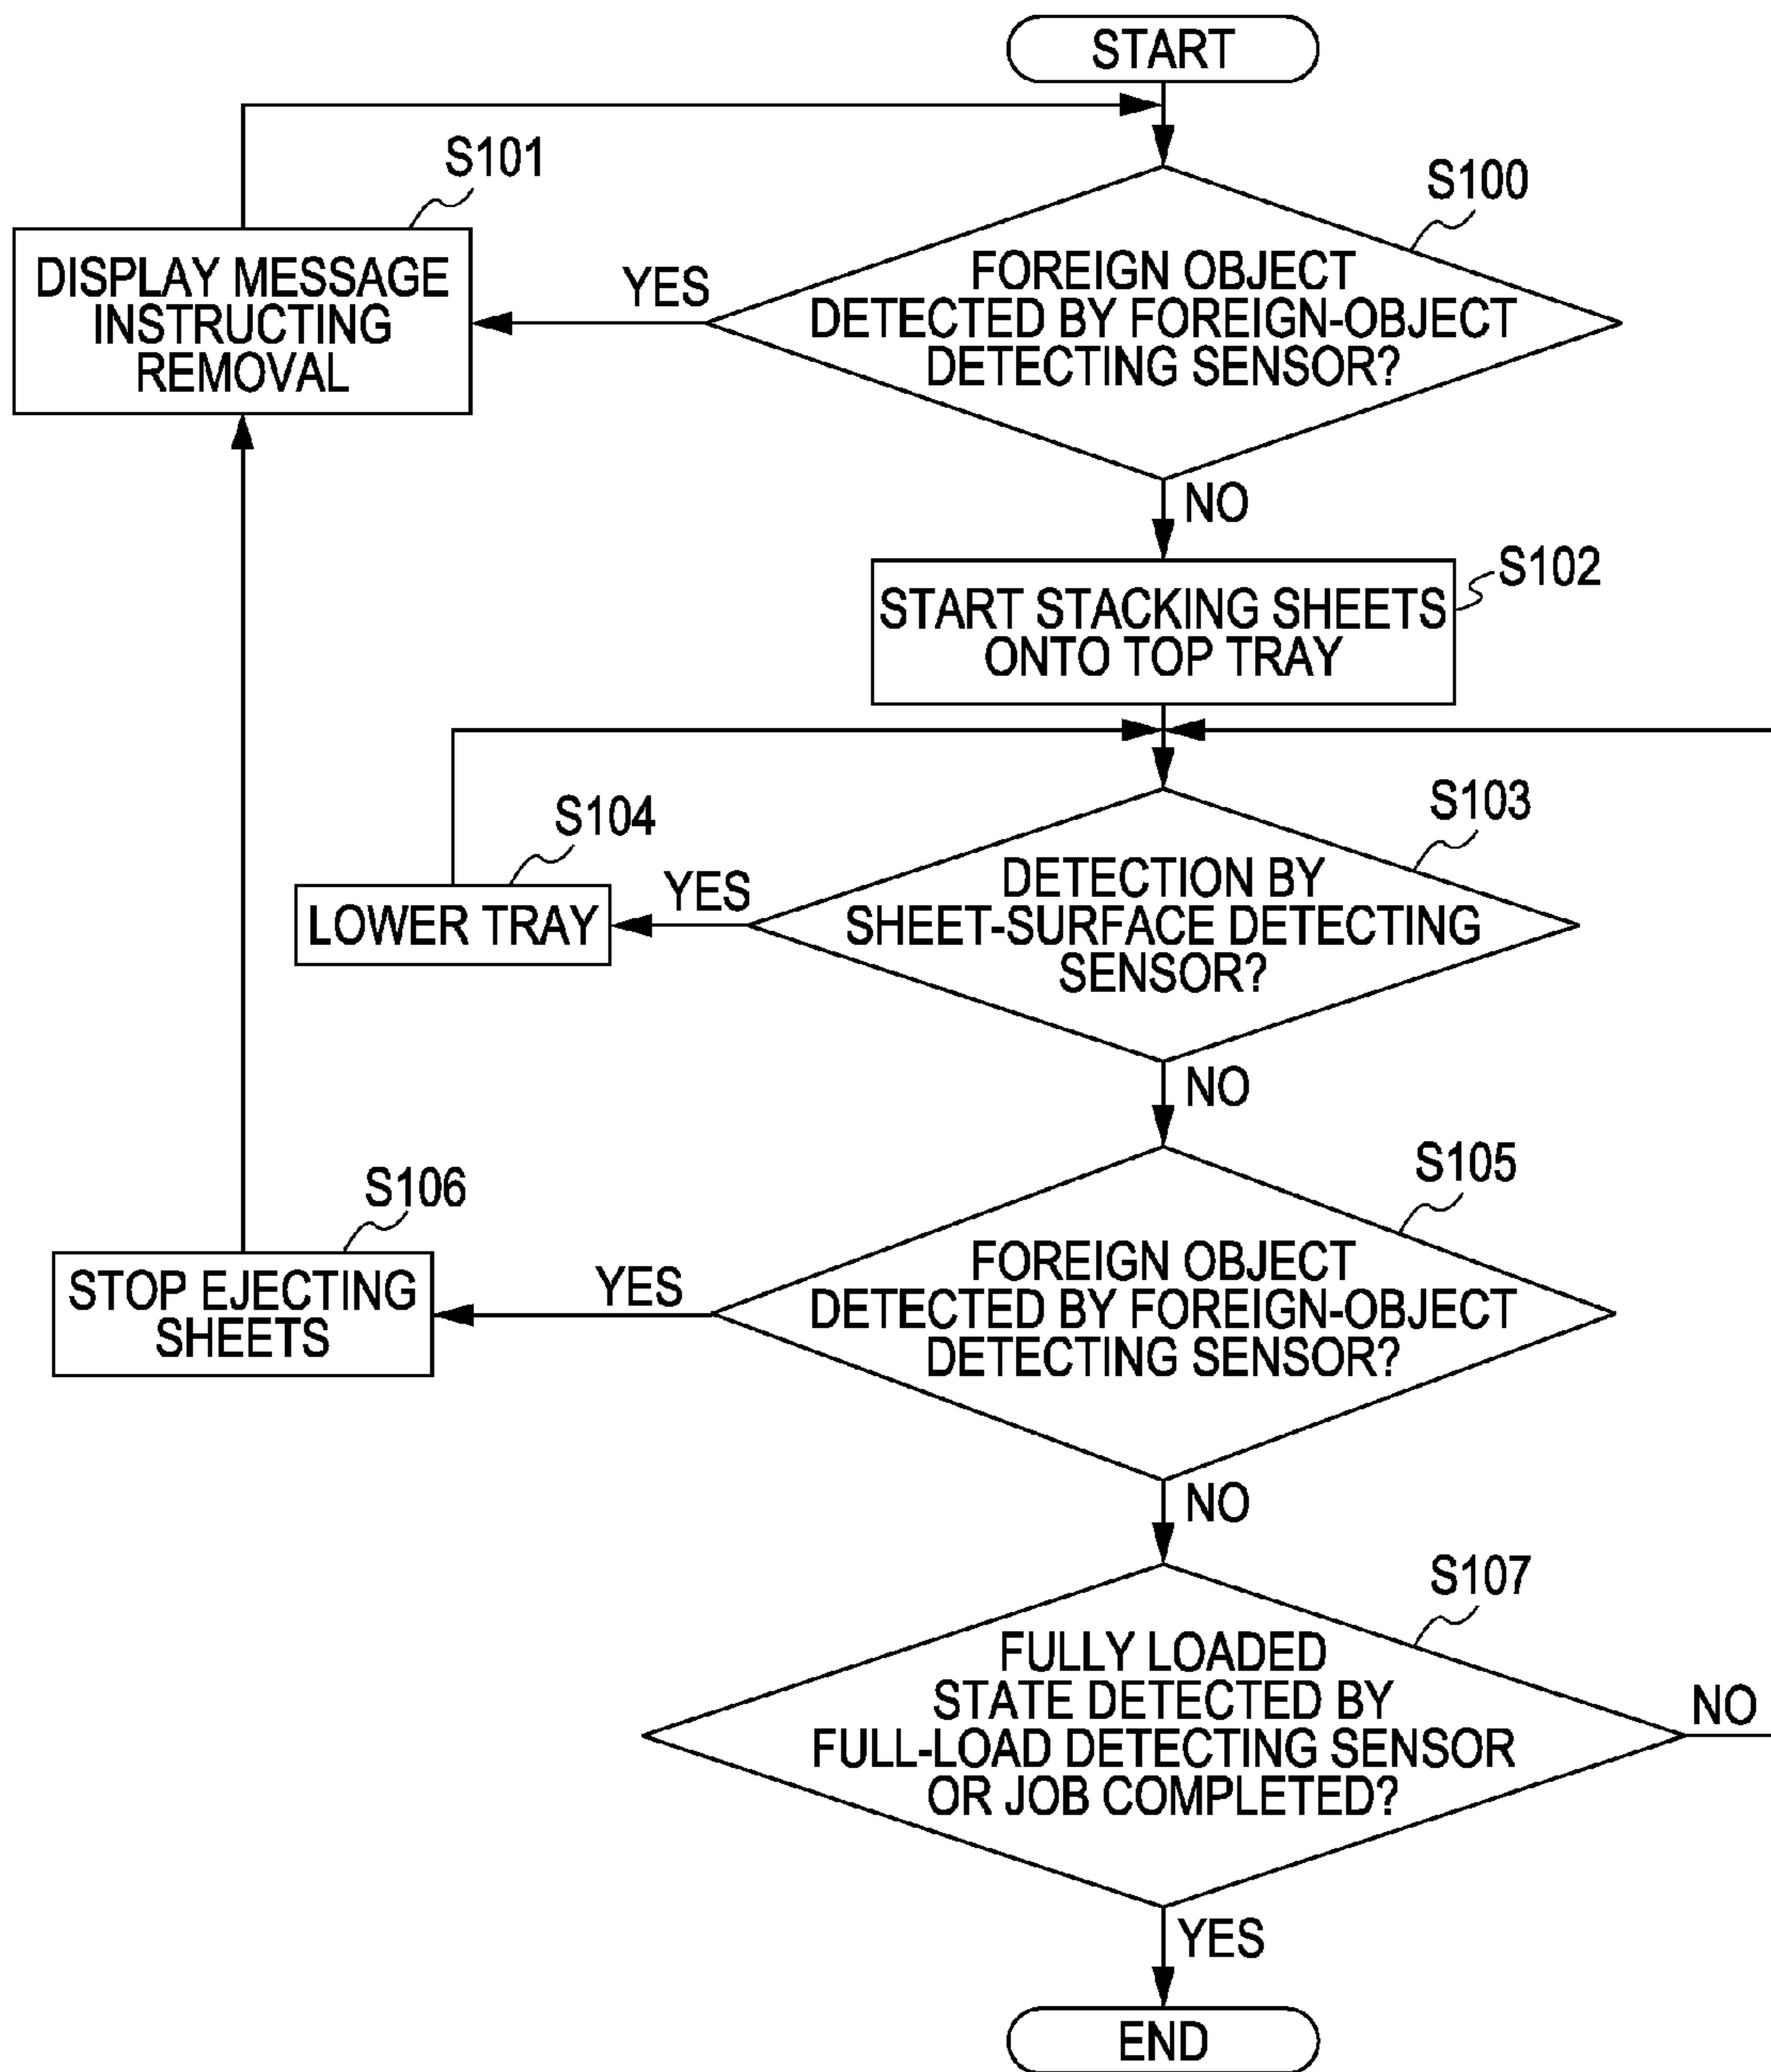 START
S101
S100
DISPLAY MESSAGE
INSTRUCTING
REMOVAL
YES
FOREIGN OBJECT
DETECTED BY FOREIGN-OBJECT
DETECTING SENSOR?
NO
S102
START STACKING SHEETS
ONTO TOP TRAY
S104
S103
LOWER TRAY
YES
DETECTION BY
SHEET-SURFACE DETECTING
SENSOR?
NO
S106
S105
STOP EJECTING
SHEETS
YES
FOREIGN OBJECT
DETECTED BY FOREIGN-OBJECT
DETECTING SENSOR?
NO
S107
FULLY LOADED
STATE DETECTED BY
FULL-LOAD DETECTING SENSOR
OR JOB COMPLETED?
NO
YES
END